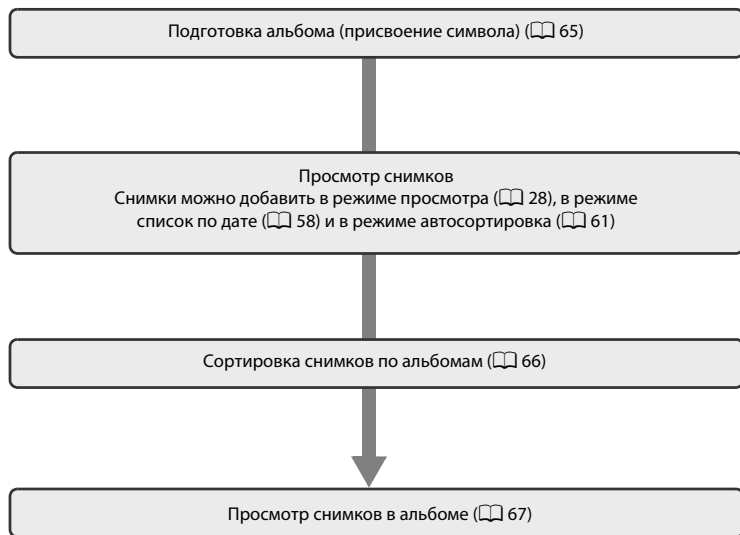 Подготовка альбома (присвоение символа) (📖 65)
Просмотр снимков
Снимки можно добавить в режиме просмотра (📖 28), в режиме
список по дате (📖 58) и в режиме автосортировка (📖 61)
Сортировка снимков по альбомам (📖 66)
Просмотр снимков в альбоме (📖 67)